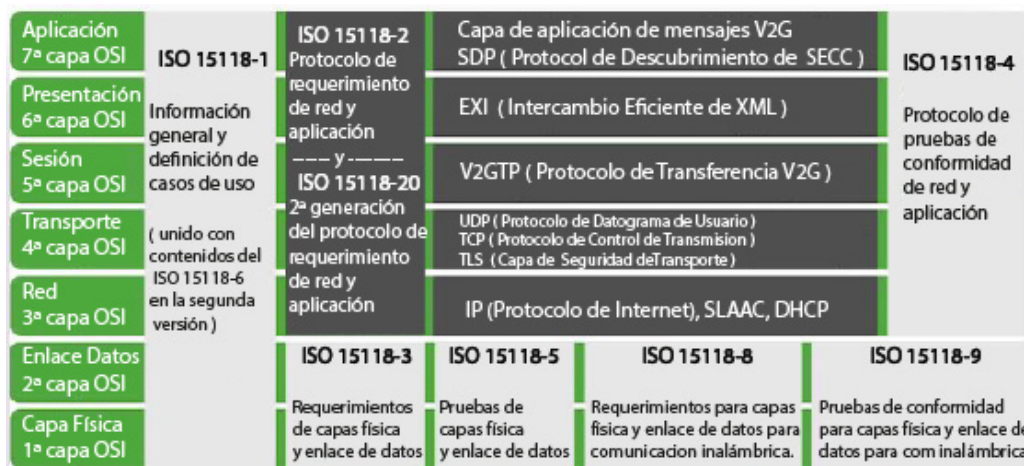 Aplicación
7ª capa OSI
Presentación
6ª capa OSI
Sesión
5ª capa OSI
Transporte
4ª capa OSI
Red
3ª capa OSI
Enlace Datos
2ª capa OSI
Capa Física
1ª capa OSI
ISO 15118-1
Información
general y
definición de
casos de uso
( unido con
contenidos del
ISO 15118-6
en la segunda
versión )
ISO 15118-2
Protocolo de
requerimiento
de red y
aplicación
---- y -------
ISO 15118-20
2ª generación
del protocolo de
requerimiento
de red y
aplicación
Capa de aplicación de mensajes V2G
SDP ( Protocol de Descubrimiento de SECC )
EXI ( Intercambio Eficiente de XML )
V2GTP ( Protocolo de Transferencia V2G )
UDP ( Protocolo de Datograma de Usuario )
TCP ( Protocolo de Control de Transmision )
TLS (Capa de Seguridad deTransporte )
IP (Protocolo de Internet), SLAAC, DHCP
ISO 15118-4
Protocolo de
pruebas de
conformidad
de red y
aplicación
ISO 15118-3
Requerimientos
de capas física
y enlace de datos
ISO 15118-5
Pruebas de
capas física
y enlace de datos
ISO 15118-8
Requerimientos para capas
física y enlace de datos para
comunicacion inalámbrica.
ISO 15118-9
Pruebas de conformidad
para capas física y enlace de
datos para com inalámbrica